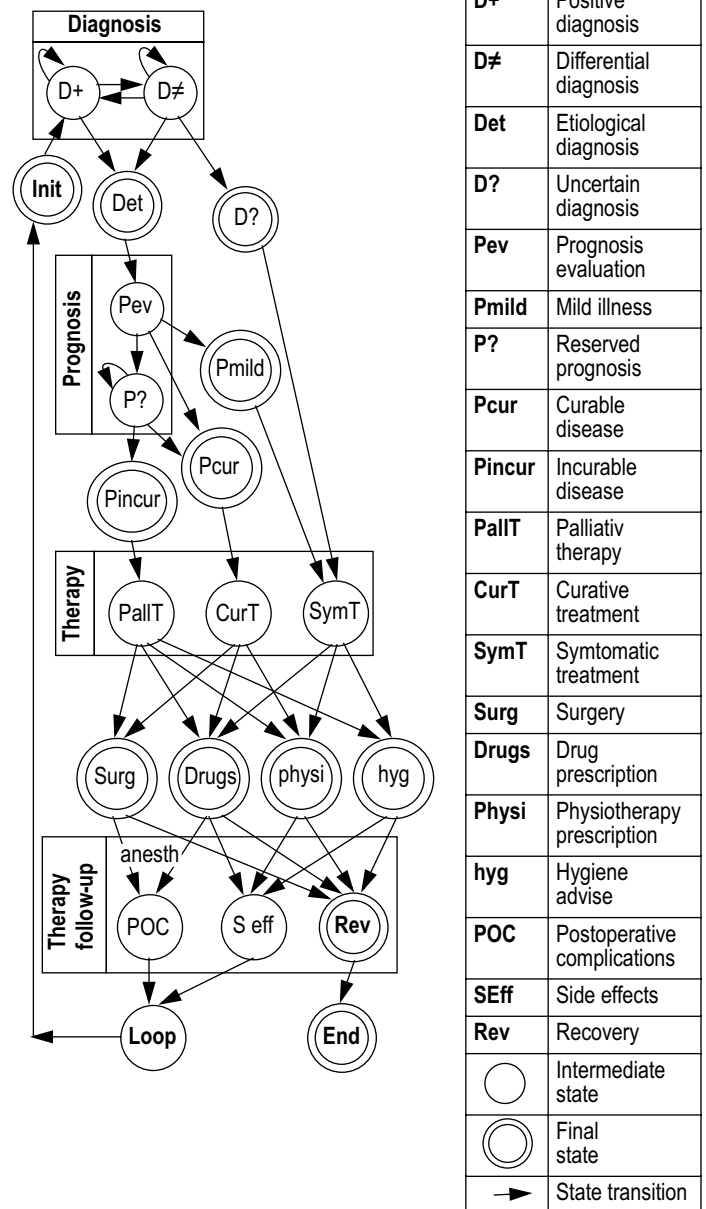 Diagnosis
D+
D≠
Init
Det
D?
Prognosis
Pev
Pmild
P?
Pcur
Pincur
Therapy
PallT
CurT
SymT
Surg
Drugs
physi
hyg
anesth
Therapy
follow-up
POC
S eff
Rev
Loop
End
D+ Positive
diagnosis
D≠ Differential
diagnosis
Det Etiological
diagnosis
D? Uncertain
diagnosis
Pev Prognosis
evaluation
Pmild Mild illness
P? Reserved
prognosis
Pcur Curable
disease
Pincur Incurable
disease
PallT Palliativ
therapy
CurT Curative
treatment
SymT Symtomatic
treatment
Surg Surgery
Drugs Drug
prescription
Physi Physiotherapy
prescription
hyg Hygiene
advise
POC Postoperative
complications
SEff Side effects
Rev Recovery
Intermediate
state
Final
state
State transition